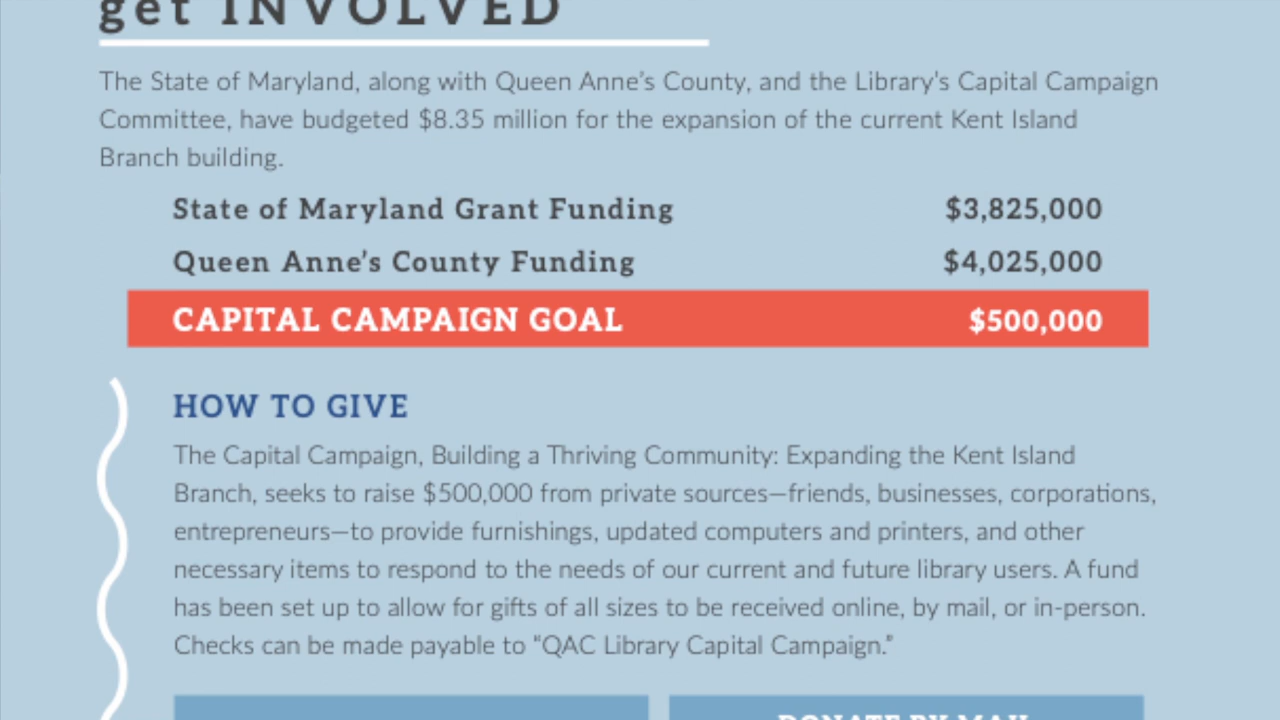 get INVOLVED
The State of Maryland, along with Queen Anne's County, and the Library's Capital Campaign
Committee, have budgeted $8.35 million for the expansion of the current Kent Island
Branch building.
State of Maryland Grant Funding $3,825,000
Queen Anne's County Funding $4,025,000
CAPITAL CAMPAIGN GOAL $500,000
HOW TO GIVE
The Capital Campaign, Building a Thriving Community: Expanding the Kent Island
Branch, seeks to raise $500,000 from private sources—friends, businesses, corporations,
entrepreneurs—to provide furnishings, updated computers and printers, and other
necessary items to respond to the needs of our current and future library users. A fund
has been set up to allow for gifts of all sizes to be received online, by mail, or in-person.
Checks can be made payable to “QAC Library Capital Campaign.”
DONATE BY MAIL